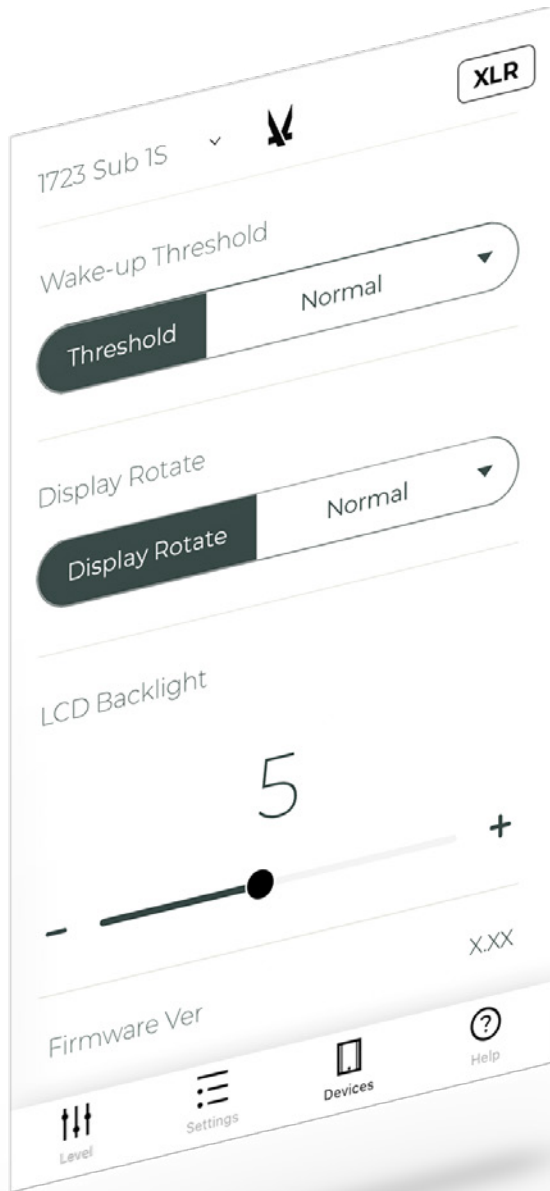 1723 Sub 1S
XLR
Wake-up Threshold
Threshold
Normal
Display Rotate
Display Rotate
Normal
LCD Backlight
5
-
+
Firmware Ver
X.XX
Level
Settings
Devices
?
Help